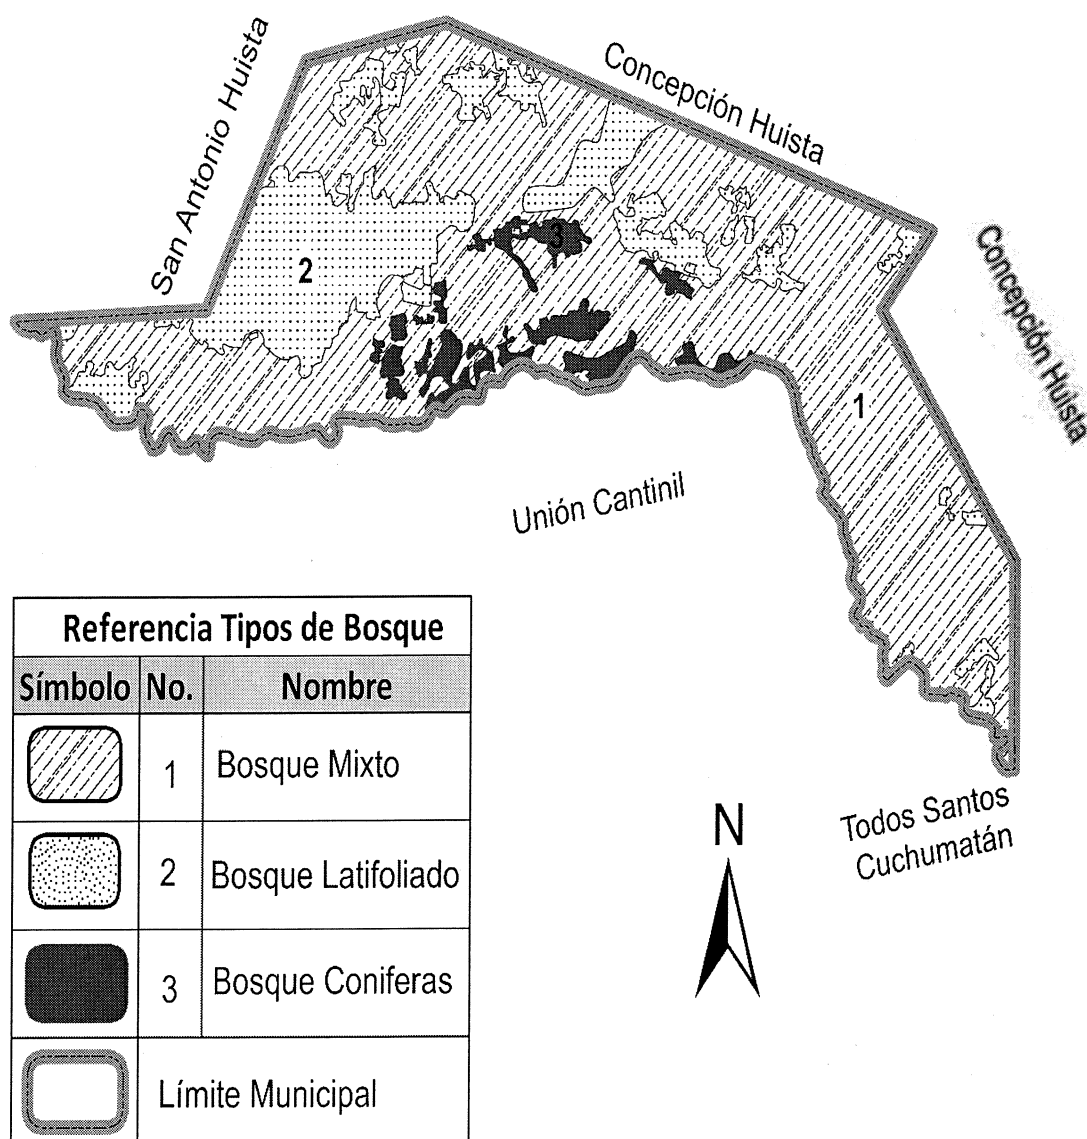 San Antonio Huista
Concepción Huista
Concepción Huista
2
3
1
Unión Cantinil
Todos Santos
Cuchumatán
N
Referencia Tipos de Bosque
Símbolo No. Nombre
1 Bosque Mixto
2 Bosque Latifoliado
3 Bosque Coniferas
Límite Municipal